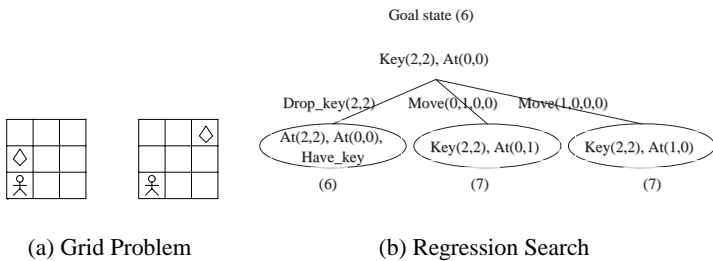 Goal state (6)
Key(2,2), At(0,0)
Drop_key(2,2) Move(0,1,0,0) Move(1,0,0,0)
At(2,2), At(0,0),
Have_key
Key(2,2), At(0,1)
Key(2,2), At(1,0)
(6) (7) (7)
(a) Grid Problem
(b) Regression Search